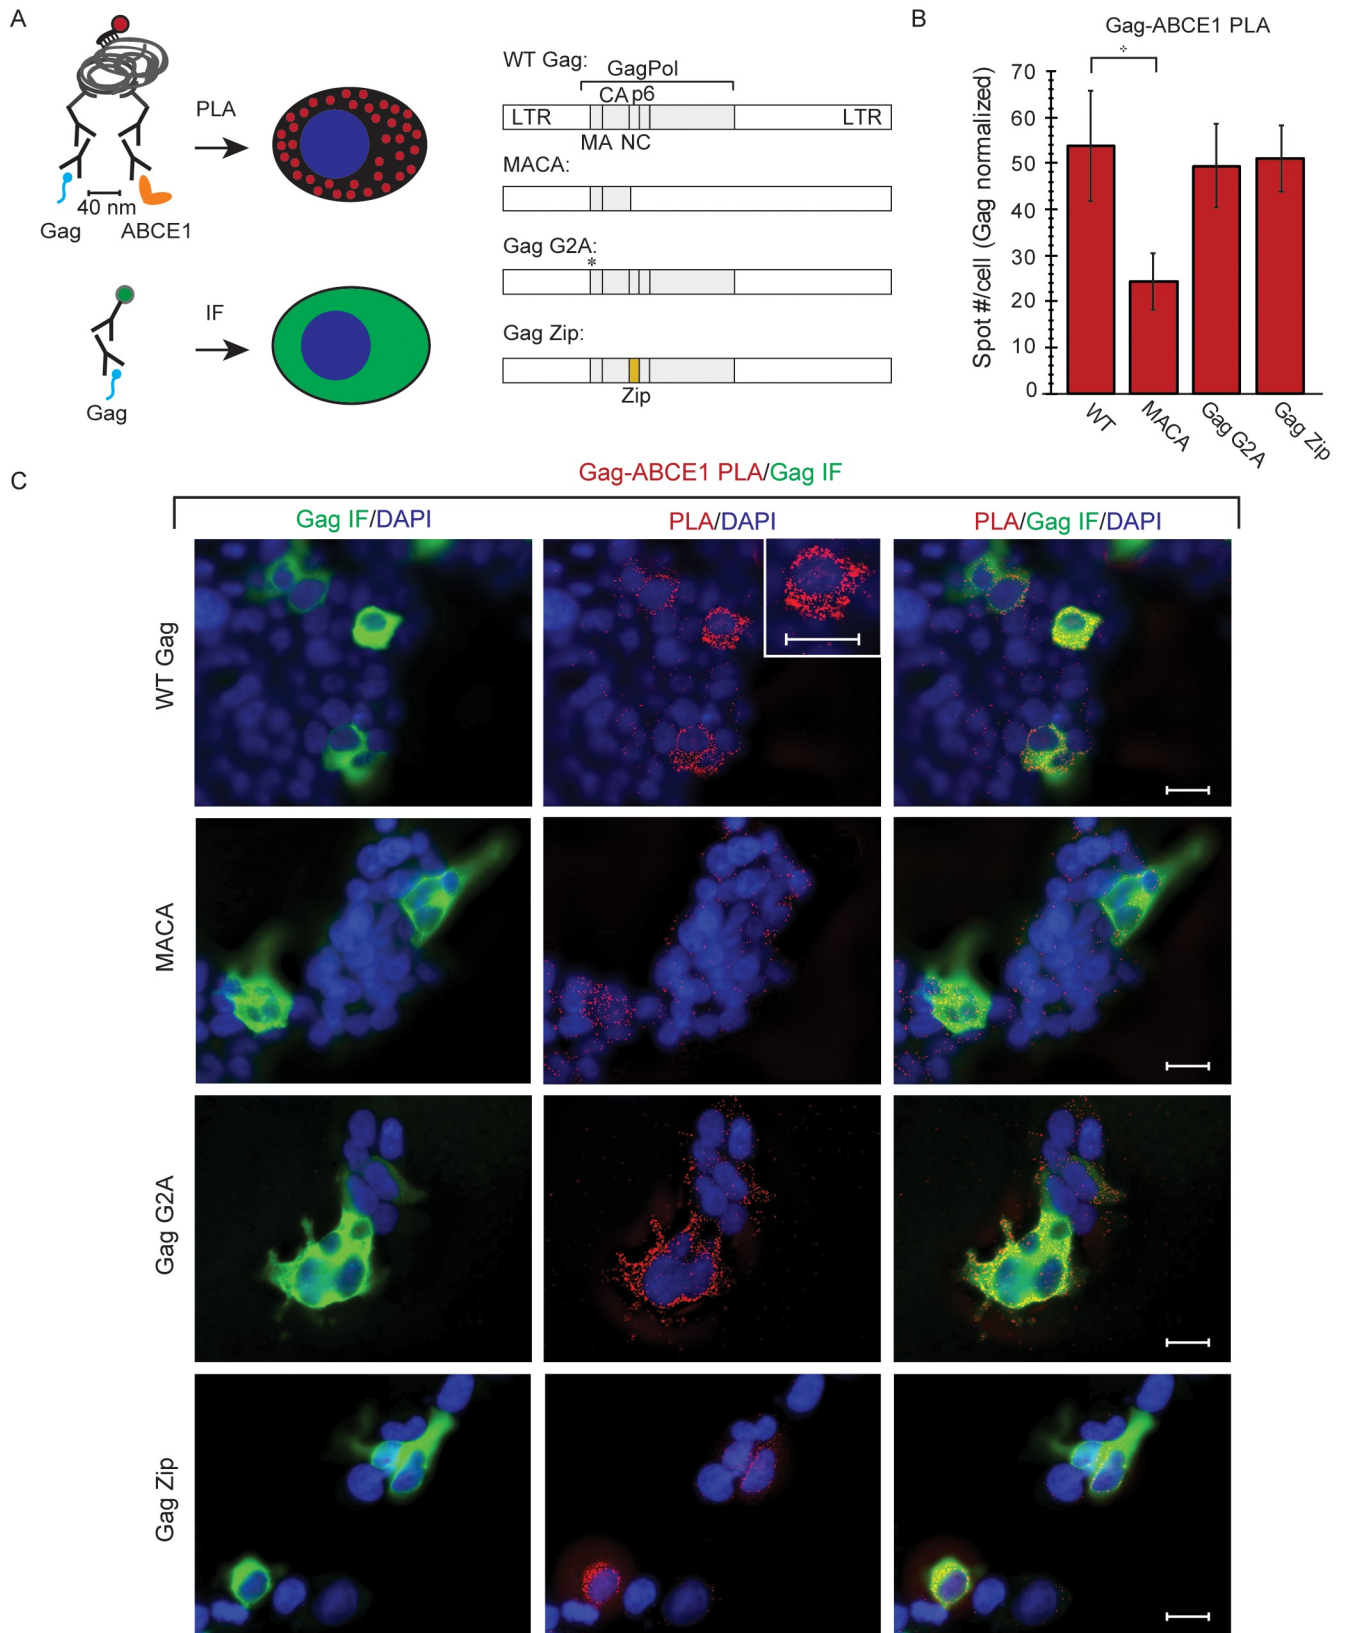 A
PLA
40 nm
Gag
ABCE1
IF
Gag
WT Gag:
GagPol
CA p6
LTR
LTR
MA NC
MACA:
Gag G2A:
*
Gag Zip:
Zip
B
Gag-ABCE1 PLA
*
Spot #/cell (Gag normalized)
70
60
50
40
30
20
10
0
WT
MACA
Gag G2A
Gag Zip
C
Gag-ABCE1 PLA/Gag IF
Gag IF/DAPI
PLA/DAPI
PLA/Gag IF/DAPI
WT Gag
MACA
Gag G2A
Gag Zip